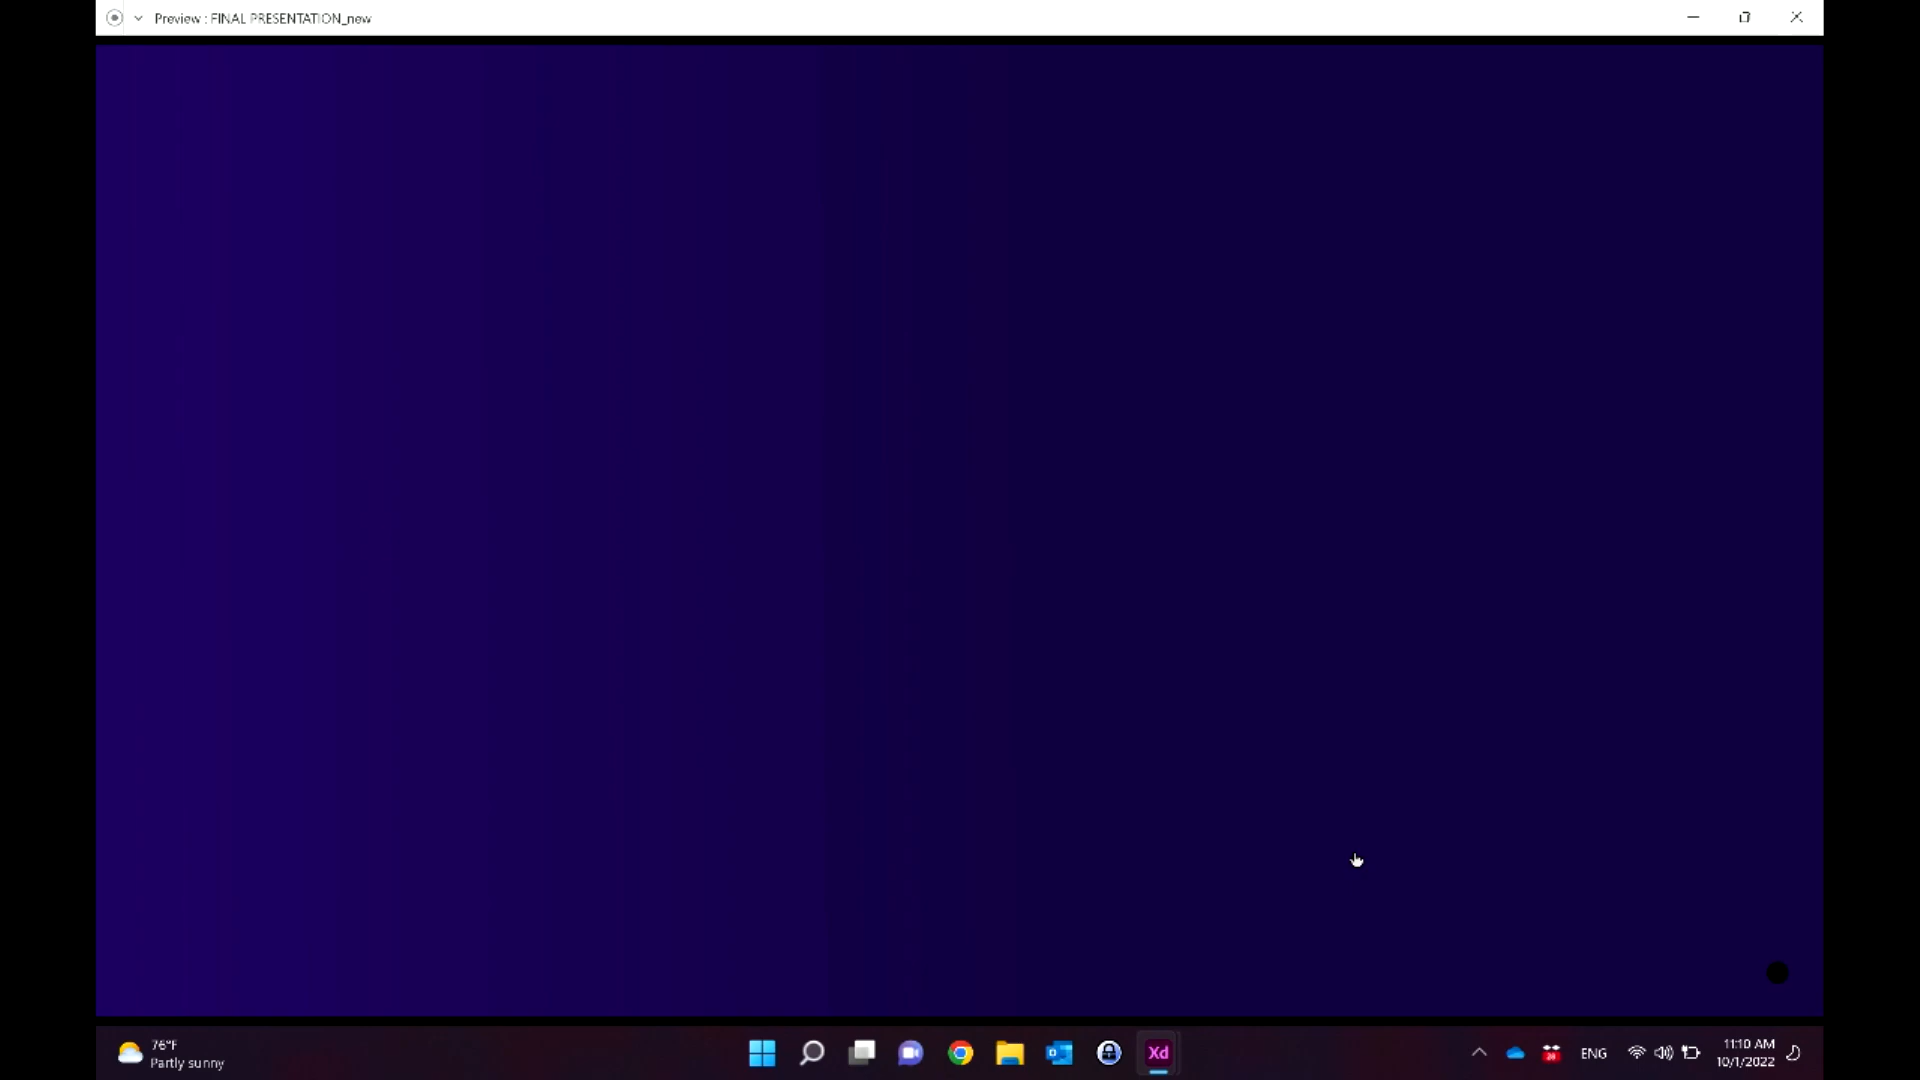 Preview : FINAL PRESENTATION_new
76°F
Partly sunny
Xd
ENG
11:10 AM
10/1/2022